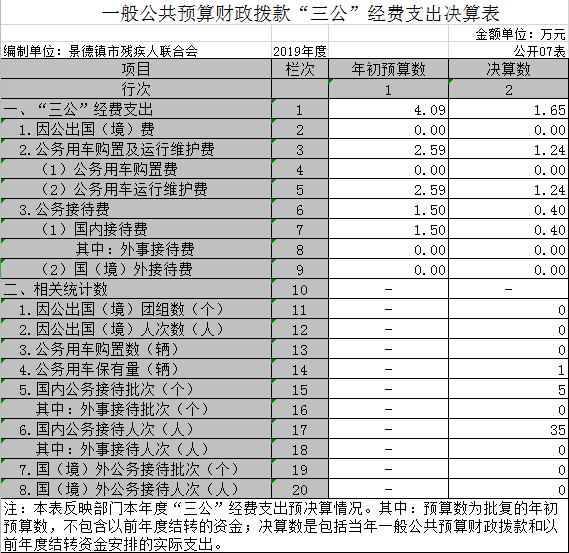 一般公共预算财政拨款“三公”经费支出决算表
金额单位：万元
编制单位：景德镇市残疾人联合会 2019年度 公开07表
项目 栏次 年初预算数 决算数
行次 1 2
一、“三公”经费支出 1 4.09 1.65
1.因公出国（境）费 2 0.00 0.00
2.公务用车购置及运行维护费 3 2.59 1.24
（1）公务用车购置费 4 0.00 0.00
（2）公务用车运行维护费 5 2.59 1.24
3.公务接待费 6 1.50 0.40
（1）国内接待费 7 1.50 0.40
其中：外事接待费 8 0.00 0.00
（2）国（境）外接待费 9 0.00 0.00
二、相关统计数 10 － －
1.因公出国（境）团组数（个） 11 － 0
2.因公出国（境）人次数（人） 12 － 0
3.公务用车购置数（辆） 13 － 0
4.公务用车保有量（辆） 14 － 1
5.国内公务接待批次（个） 15 － 5
其中：外事接待批次（个） 16 － 0
6.国内公务接待人次（人） 17 － 35
其中：外事接待人次（人） 18 － 0
7.国（境）外公务接待批次（个） 19 － 0
8.国（境）外公务接待人次（人） 20 － 0
注：本表反映部门本年度“三公”经费支出预决算情况。其中：预算数为批复的年初
预算数，不包含以前年度结转的资金；决算数是包括当年一般公共预算财政拨款和以
前年度结转资金安排的实际支出。